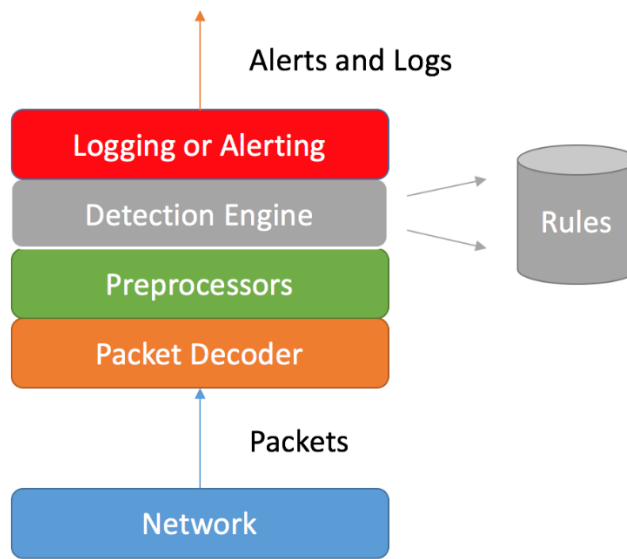 Alerts and Logs
Logging or Alerting
Detection Engine
Rules
Preprocessors
Packet Decoder
Packets
Network